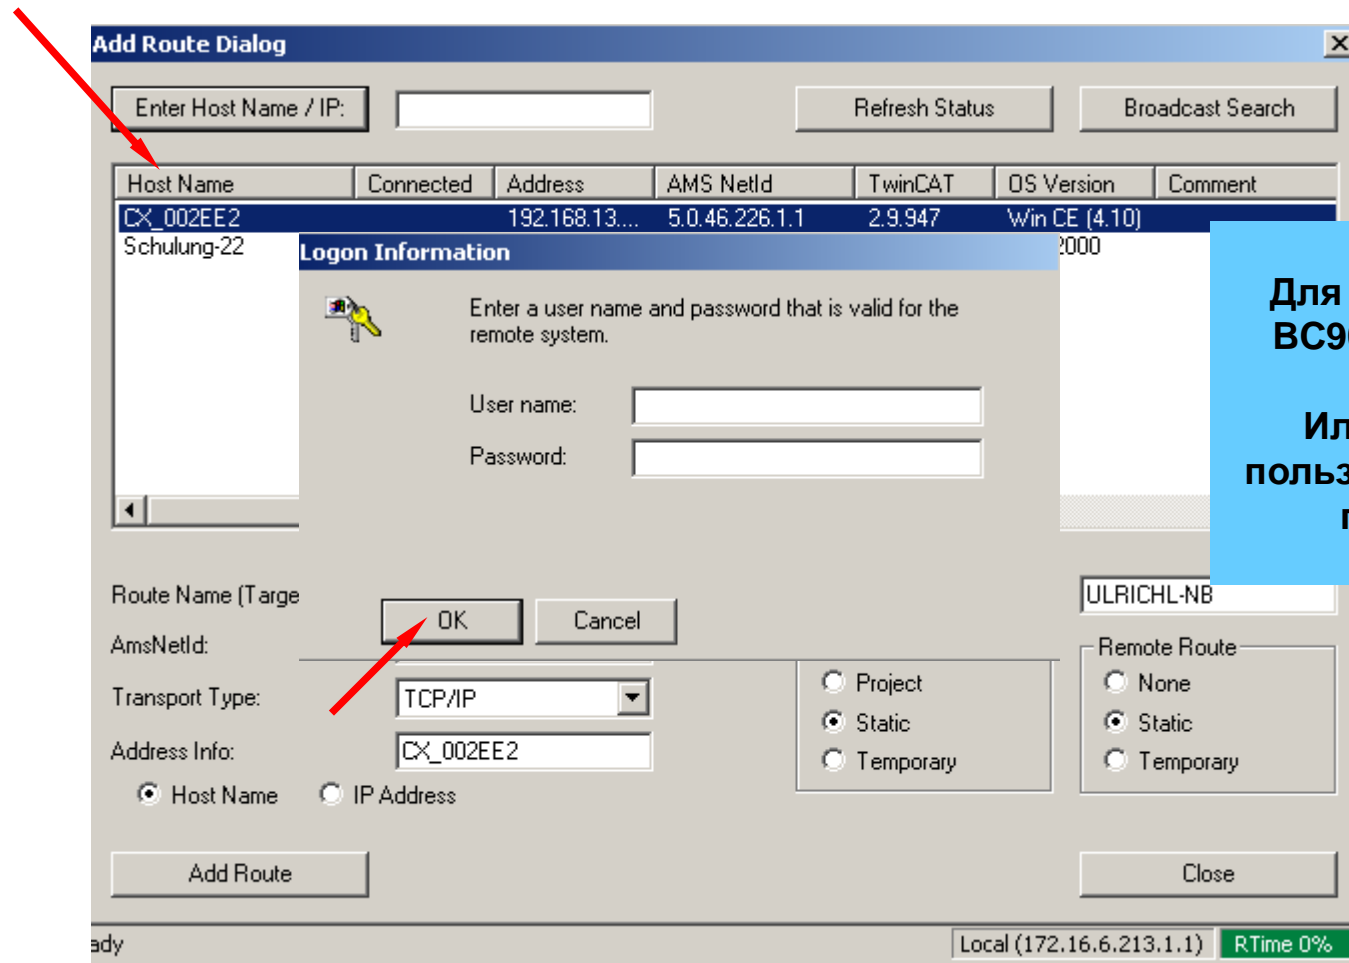 Add Route Dialog
Enter Host Name / IP:
Refresh Status
Broadcast Search
Host Name Connected Address AMS NetId TwinCAT OS Version Comment
CX_002EE2 192.168.13.... 5.0.46.226.1.1 2.9.947 Win CE (4.10)
Schulung-22 2000
Logon Information
Enter a user name and password that is valid for the
remote system.
User name:
Password:
OK
Cancel
Для
BC9
Ил
польз
Route Name (Targe
ULRICHL-NB
AmsNetId:
Transport Type: TCP/IP
Address Info: CX_002EE2
Host Name
IP Address
Project
Static
Temporary
Remote Route
None
Static
Temporary
Add Route
Close
ady
Local (172.16.6.213.1.1) RTime 0%